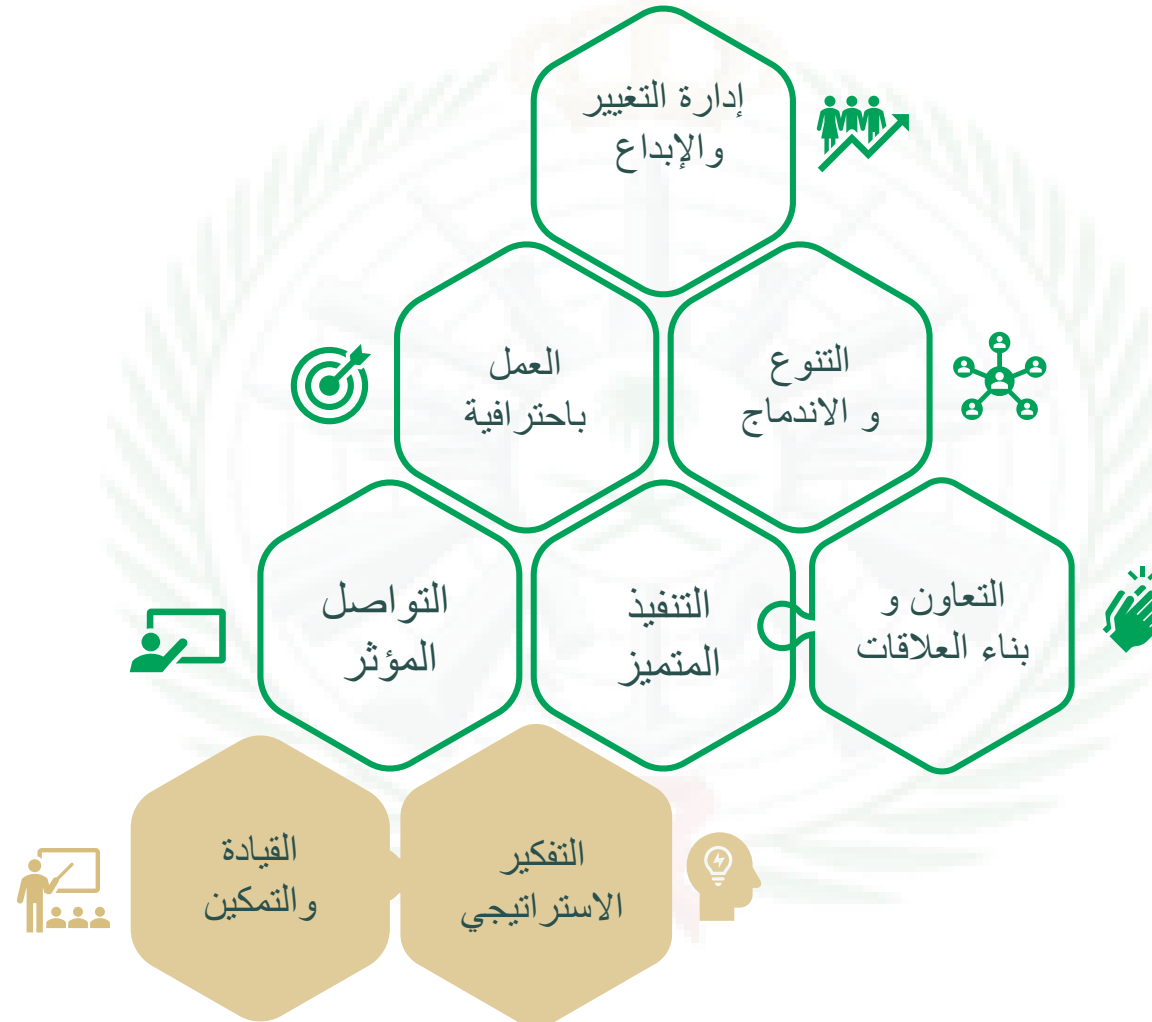 إدارة التغيير
والإبداع
التنوع
و الاندماج
العمل
باحترافية
التعاون و
بناء العلاقات
التنفيذ
المتميز
التواصل
المؤثر
التفكير
الاستراتيجي
القيادة
والتمكين